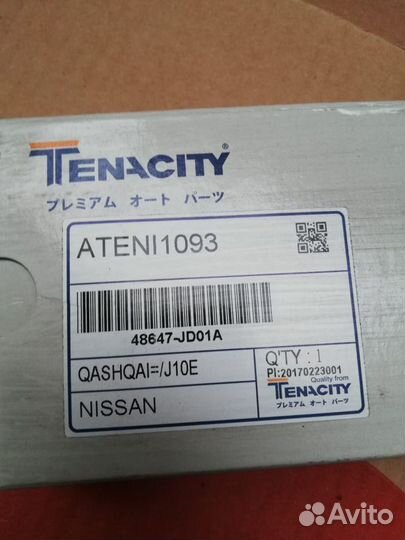 TENACITY®
プレミアム オート パーツ
ATENI1093
48647-JD01A
QASHQAI=/J10E
NISSAN
Q'TY : 1
PI:20170223001
Quality from
TENACITY
プレミアム オート パーツ
Avito